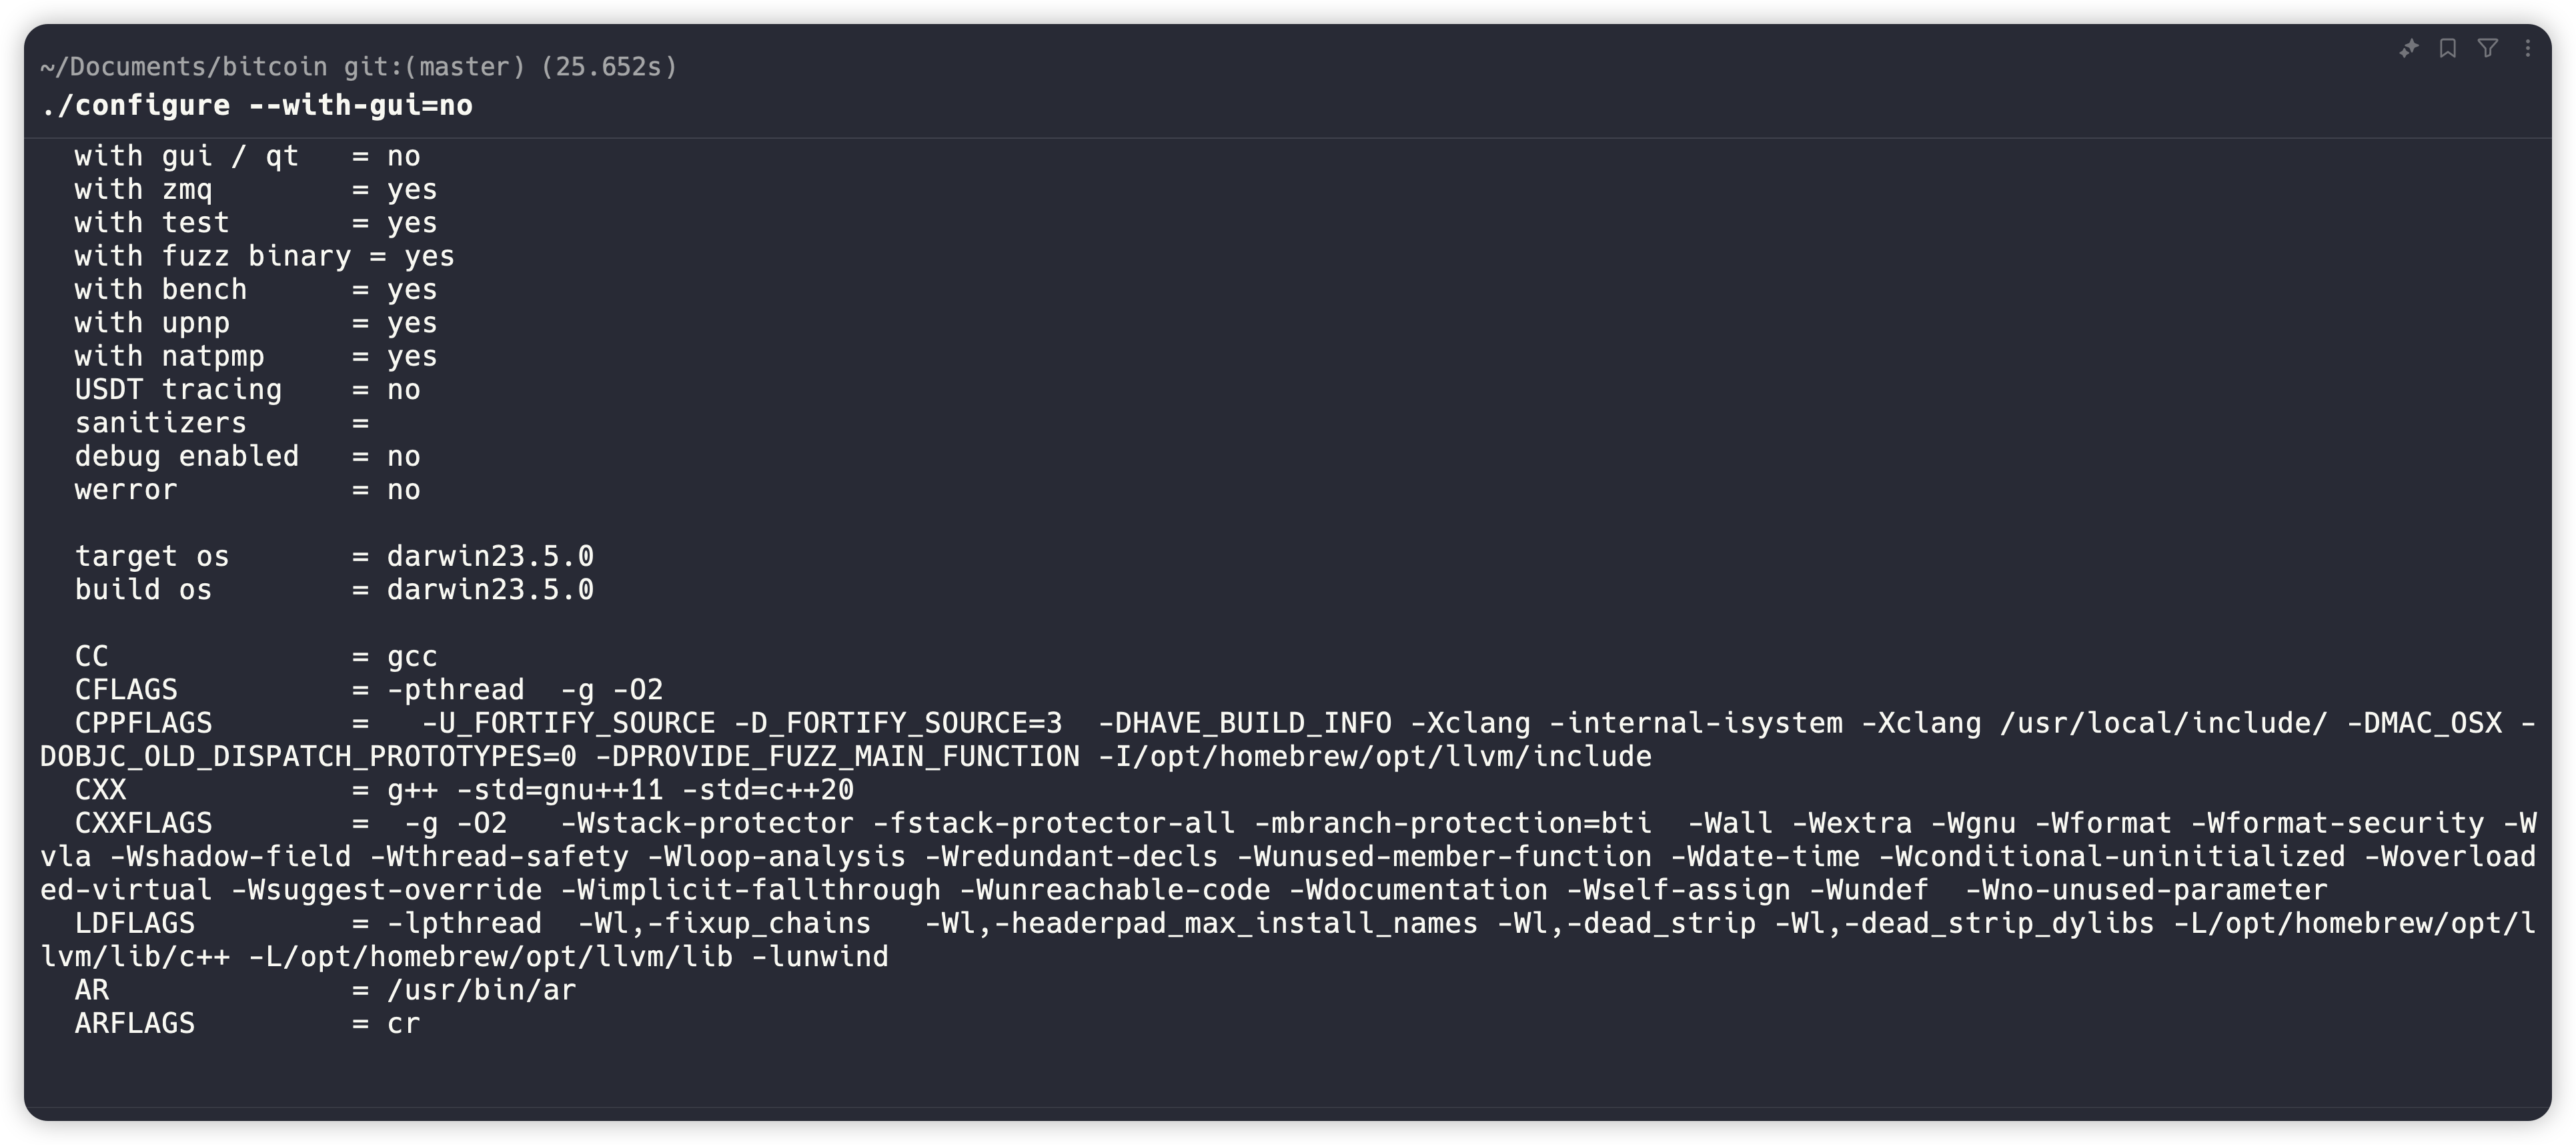 ~/Documents/bitcoin git:(master) (25.652s)
./configure --with-gui=no
  with gui / qt   = no
  with zmq        = yes
  with test       = yes
  with fuzz binary = yes
  with bench      = yes
  with upnp       = yes
  with natpmp     = yes
  USDT tracing    = no
  sanitizers      =
  debug enabled   = no
  werror          = no

  target os       = darwin23.5.0
  build os        = darwin23.5.0

  CC              = gcc
  CFLAGS          = -pthread  -g -O2
  CPPFLAGS        =   -U_FORTIFY_SOURCE -D_FORTIFY_SOURCE=3  -DHAVE_BUILD_INFO -Xclang -internal-isystem -Xclang /usr/local/include/ -DMAC_OSX -
DOBJC_OLD_DISPATCH_PROTOTYPES=0 -DPROVIDE_FUZZ_MAIN_FUNCTION -I/opt/homebrew/opt/llvm/include
  CXX             = g++ -std=gnu++11 -std=c++20
  CXXFLAGS        =  -g -O2   -Wstack-protector -fstack-protector-all -mbranch-protection=bti  -Wall -Wextra -Wgnu -Wformat -Wformat-security -W
vla -Wshadow-field -Wthread-safety -Wloop-analysis -Wredundant-decls -Wunused-member-function -Wdate-time -Wconditional-uninitialized -Woverload
ed-virtual -Wsuggest-override -Wimplicit-fallthrough -Wunreachable-code -Wdocumentation -Wself-assign -Wundef  -Wno-unused-parameter
  LDFLAGS         = -lpthread  -Wl,-fixup_chains   -Wl,-headerpad_max_install_names -Wl,-dead_strip -Wl,-dead_strip_dylibs -L/opt/homebrew/opt/l
lvm/lib/c++ -L/opt/homebrew/opt/llvm/lib -lunwind
  AR              = /usr/bin/ar
  ARFLAGS         = cr